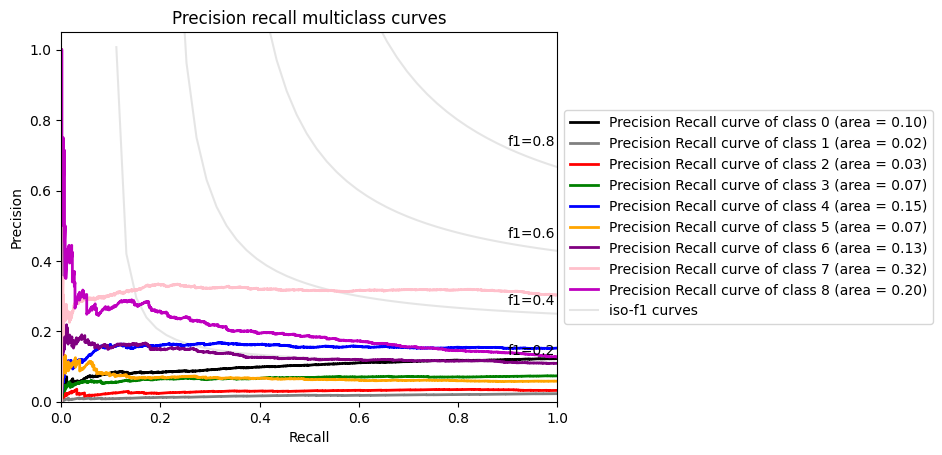 Precision recall multiclass curves
Precision
1.0
0.8
0.6
0.4
0.2
0.0
0.0 0.2 0.4 0.6 0.8 1.0
Recall
f1=0.8
f1=0.6
f1=0.4
f1=0.2
Precision Recall curve of class 0 (area = 0.10)
Precision Recall curve of class 1 (area = 0.02)
Precision Recall curve of class 2 (area = 0.03)
Precision Recall curve of class 3 (area = 0.07)
Precision Recall curve of class 4 (area = 0.15)
Precision Recall curve of class 5 (area = 0.07)
Precision Recall curve of class 6 (area = 0.13)
Precision Recall curve of class 7 (area = 0.32)
Precision Recall curve of class 8 (area = 0.20)
iso-f1 curves